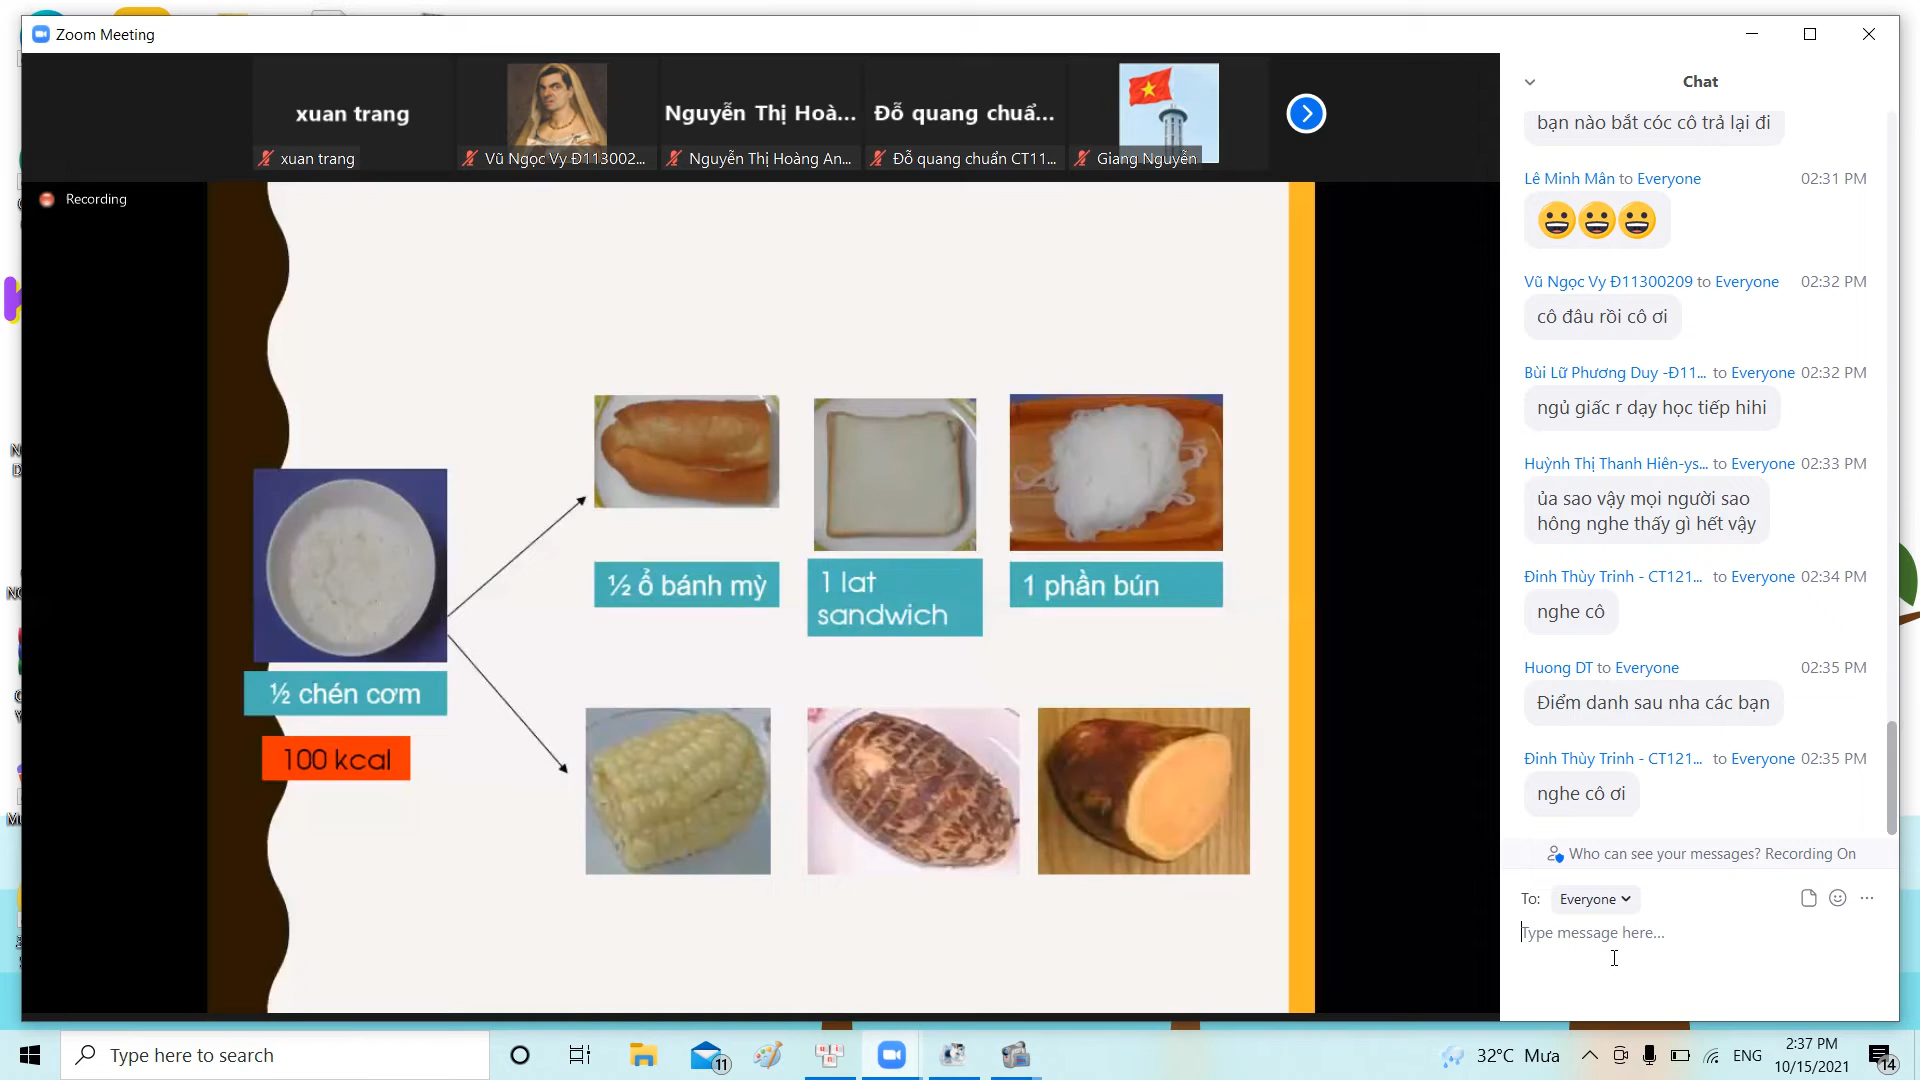 Zoom Meeting
xuan trang
Nguyễn Thị Hoà...
Đỗ quang chuẩ...
xuan trang
Vũ Ngọc Vy Đ113002...
Nguyễn Thị Hoàng An...
Đỗ quang chuẩn CT11...
Giang Nguyễn
Recording
½ ổ bánh mỳ
1 lat
sandwich
1 phần bún
½ chén cơm
100 kcal
Chat
bạn nào bắt cóc cô trả lại đi
Lê Minh Mân to Everyone 02:31 PM
Vũ Ngọc Vy Đ11300209 to Everyone 02:32 PM
cô đâu rồi cô ơi
Bùi Lữ Phương Duy -Đ11... to Everyone 02:32 PM
ngủ giấc r dạy học tiếp hihi
Huỳnh Thị Thanh Hiên-ys... to Everyone 02:33 PM
ủa sao vậy mọi người sao
hông nghe thấy gì hết vậy
Đinh Thùy Trinh - CT121... to Everyone 02:34 PM
nghe cô
Huong DT to Everyone 02:35 PM
Điểm danh sau nha các bạn
Đinh Thùy Trinh - CT121... to Everyone 02:35 PM
nghe cô ơi
Who can see your messages? Recording On
To: Everyone
Type message here...
Type here to search
11
32°C Mưa
ENG
2:37 PM
10/15/2021
14